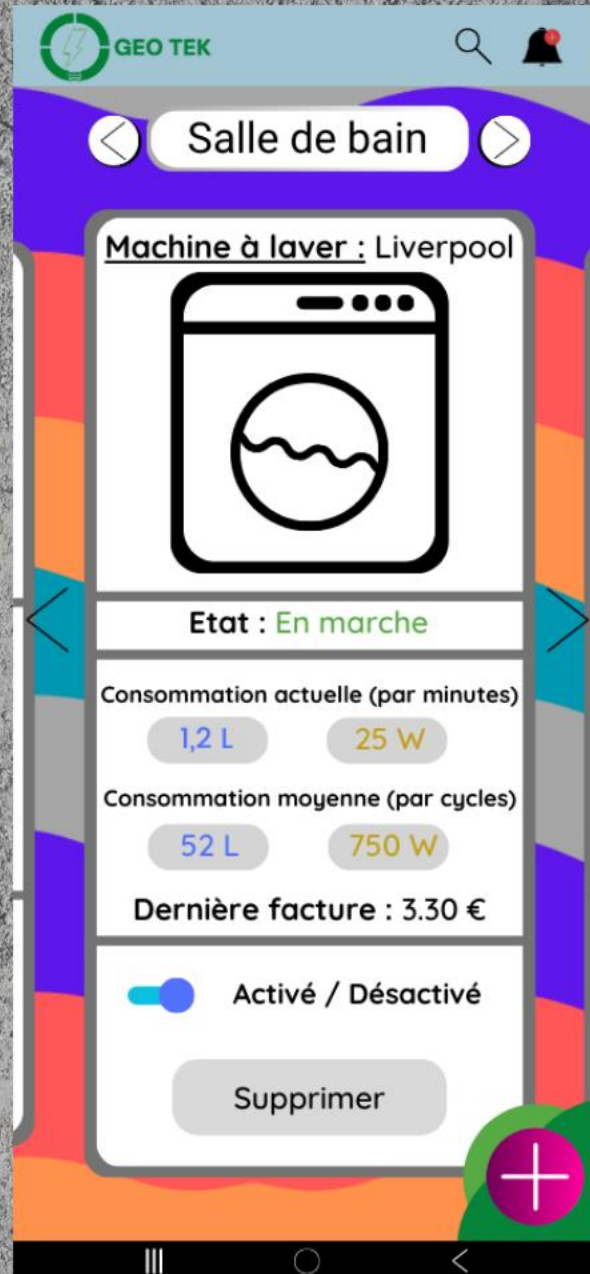 GEO TEK
Salle de bain
Machine à laver : Liverpool
Etat : En marche
Consommation actuelle (par minutes)
1,2 L 25 W
Consommation moyenne (par cycles)
52 L 750 W
Dernière facture : 3.30 €
Activé / Désactivé
Supprimer